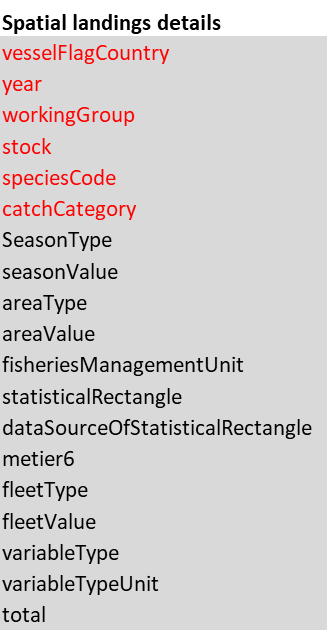 Spatial landings details
vesselFlagCountry
year
workingGroup
stock
speciesCode
catchCategory
SeasonType
seasonValue
areaType
areaValue
fisheriesManagementUnit
statisticalRectangle
dataSourceOfStatisticalRectangle
metier6
fleetType
fleetValue
variableType
variableTypeUnit
total